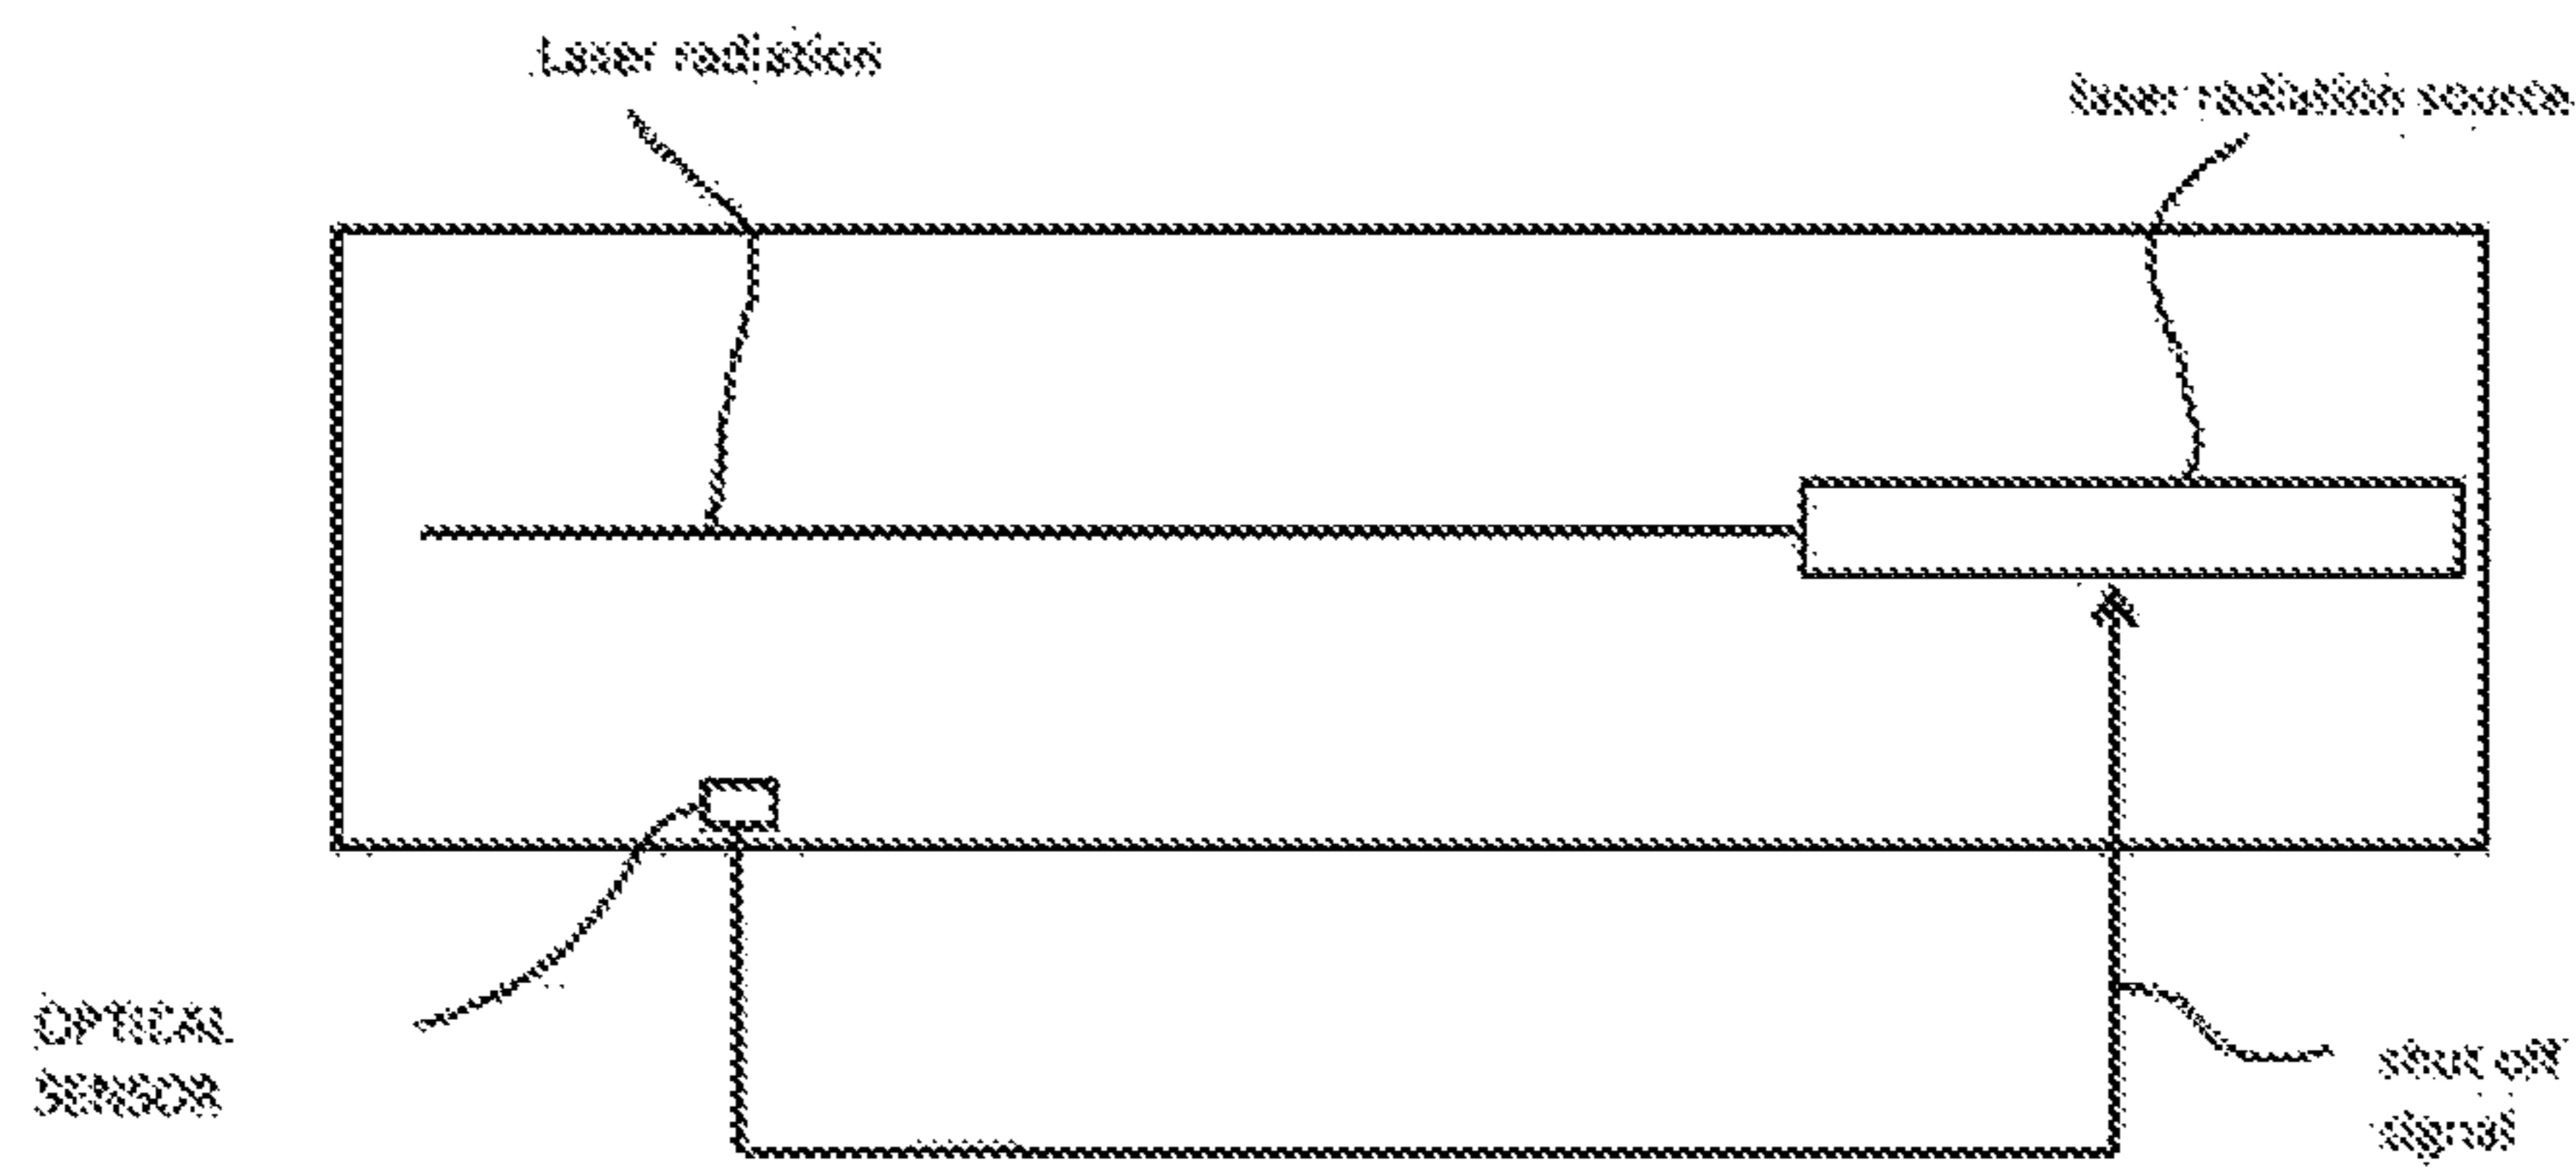 Laser radiation
laser radiation source
OPTICAL
SENSOR
shut off
signal